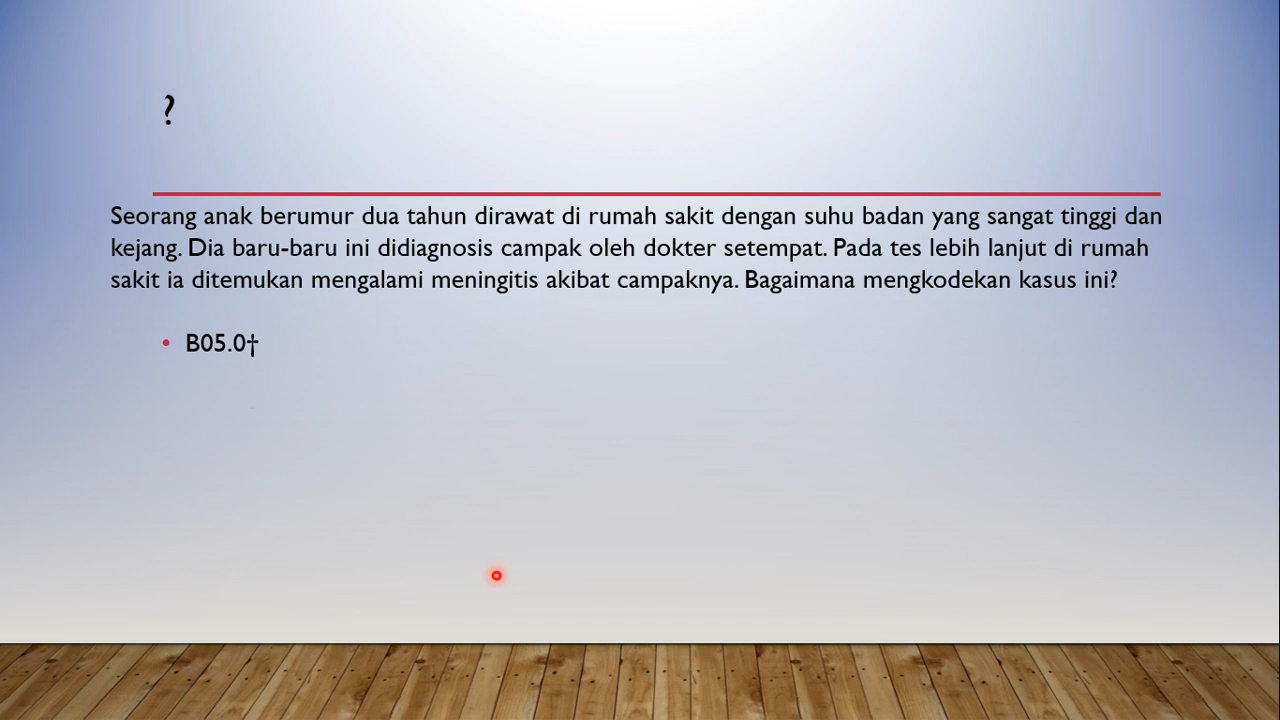 ?
Seorang anak berumur dua tahun dirawat di rumah sakit dengan suhu badan yang sangat tinggi dan
kejang. Dia baru-baru ini didiagnosis campak oleh dokter setempat. Pada tes lebih lanjut di rumah
sakit ia ditemukan mengalami meningitis akibat campaknya. Bagaimana mengkodekan kasus ini?
• B05.0†